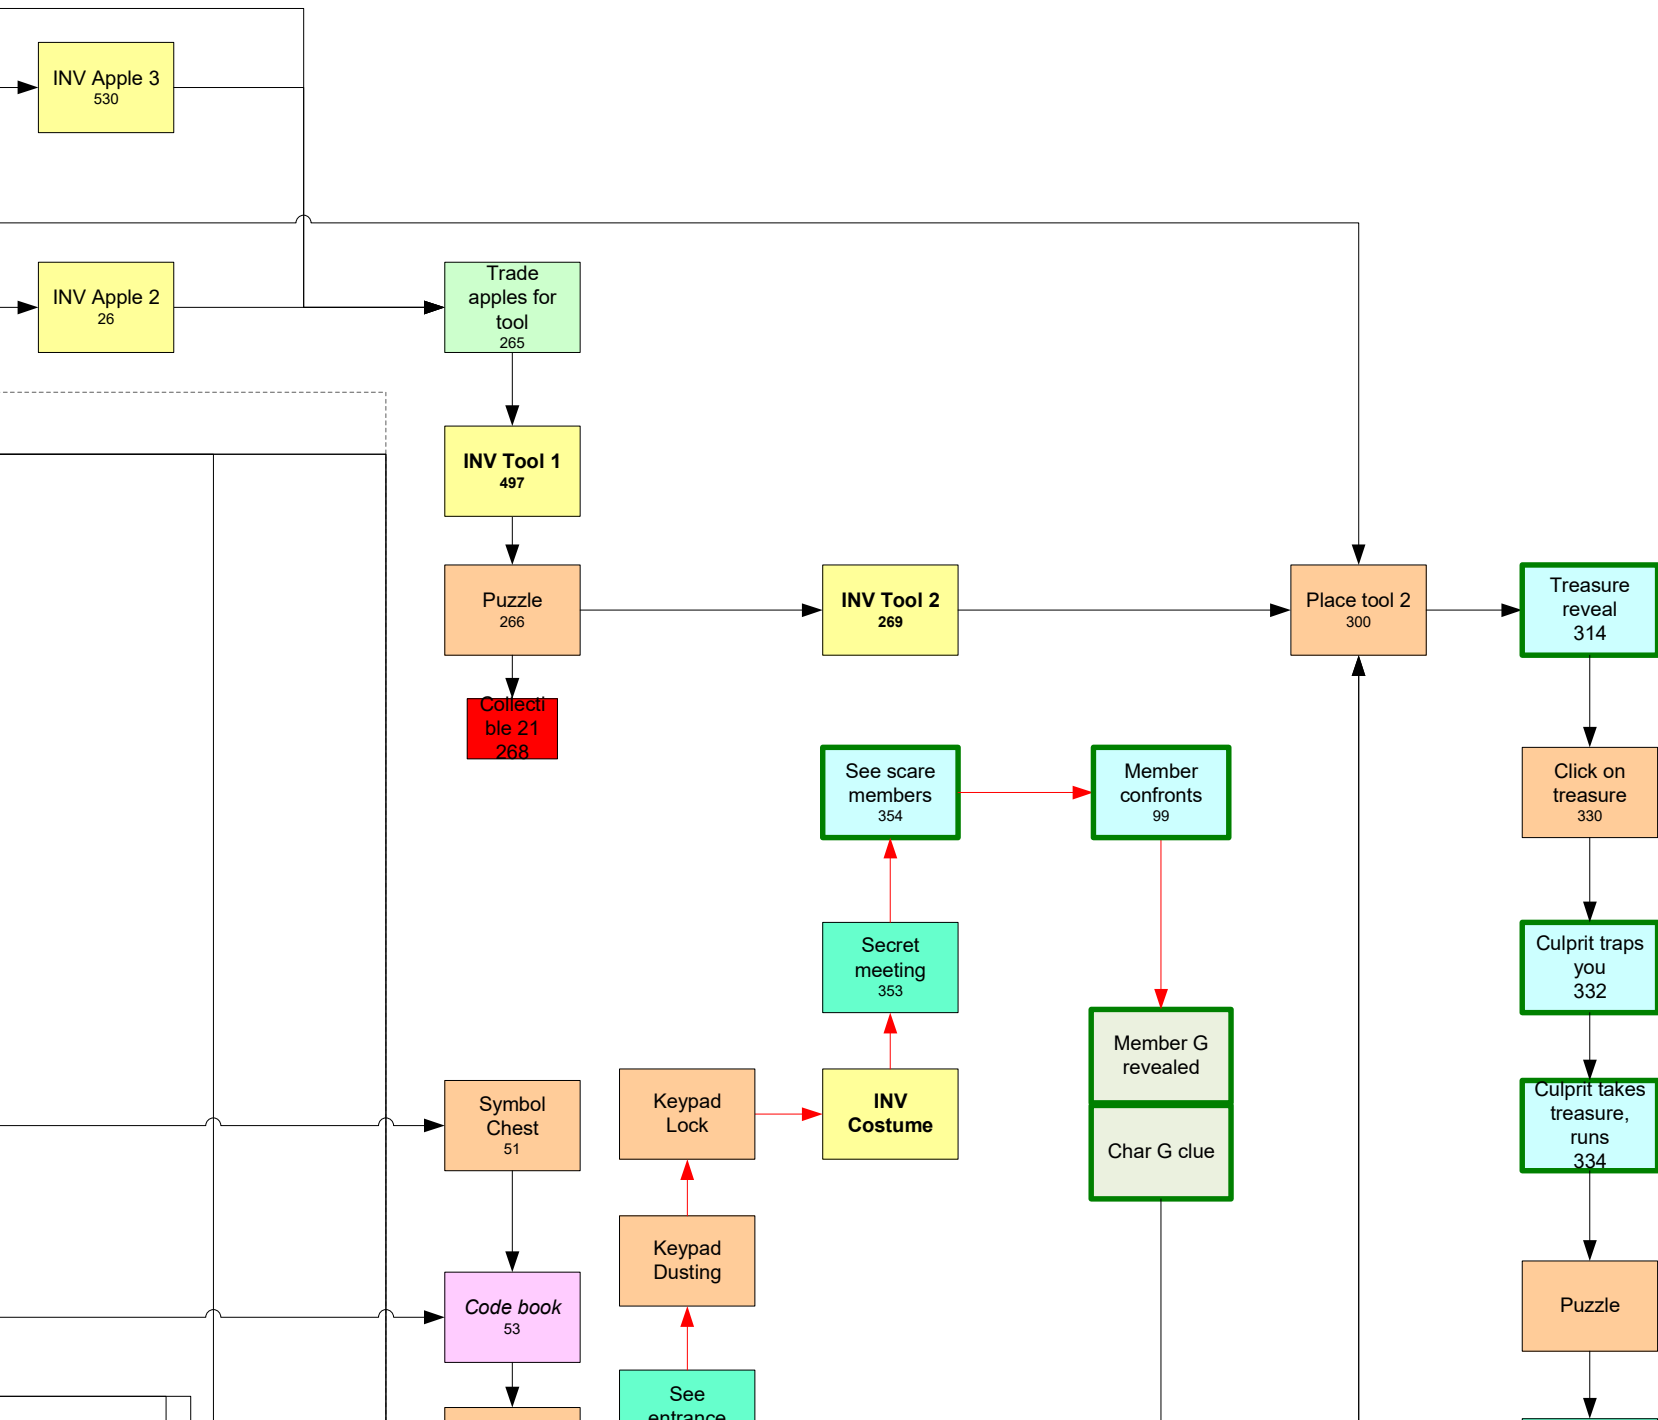 INV Apple 3
530
INV Apple 2
26
Trade
apples for
tool
265
INV Tool 1
497
Puzzle
266
INV Tool 2
269
Place tool 2
300
Treasure
reveal
314
Collecti
ble 21
268
See scare
members
354
Member
confronts
99
Click on
treasure
330
Secret
meeting
353
Culprit traps
you
332
Member G
revealed
Char G clue
Symbol
Chest
51
Keypad
Lock
INV
Costume
Culprit takes
treasure,
runs
334
Keypad
Dusting
Code book
53
Puzzle
See
entrance